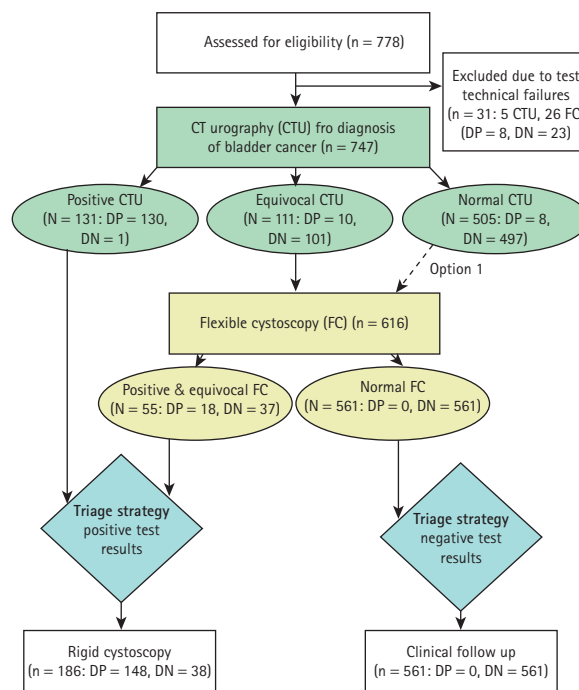 Assessed for eligibility (n = 778)
Excluded due to test
technical failures
(n = 31: 5 CTU, 26 FC)
(DP = 8, DN = 23)
CT urography (CTU) fro diagnosis
of bladder cancer (n = 747)
Positive CTU
(N = 131: DP = 130,
DN = 1)
Equivocal CTU
(N = 111: DP = 10,
DN = 101)
Normal CTU
(N = 505: DP = 8,
DN = 497)
Option 1
Flexible cystoscopy (FC) (n = 616)
Positive & equivocal FC
(N = 55: DP = 18, DN = 37)
Normal FC
(N = 561: DP = 0, DN = 561)
Triage strategy
positive test
results
Triage strategy
negative test
results
Rigid cystoscopy
(n = 186: DP = 148, DN = 38)
Clinical follow up
(n = 561: DP = 0, DN = 561)